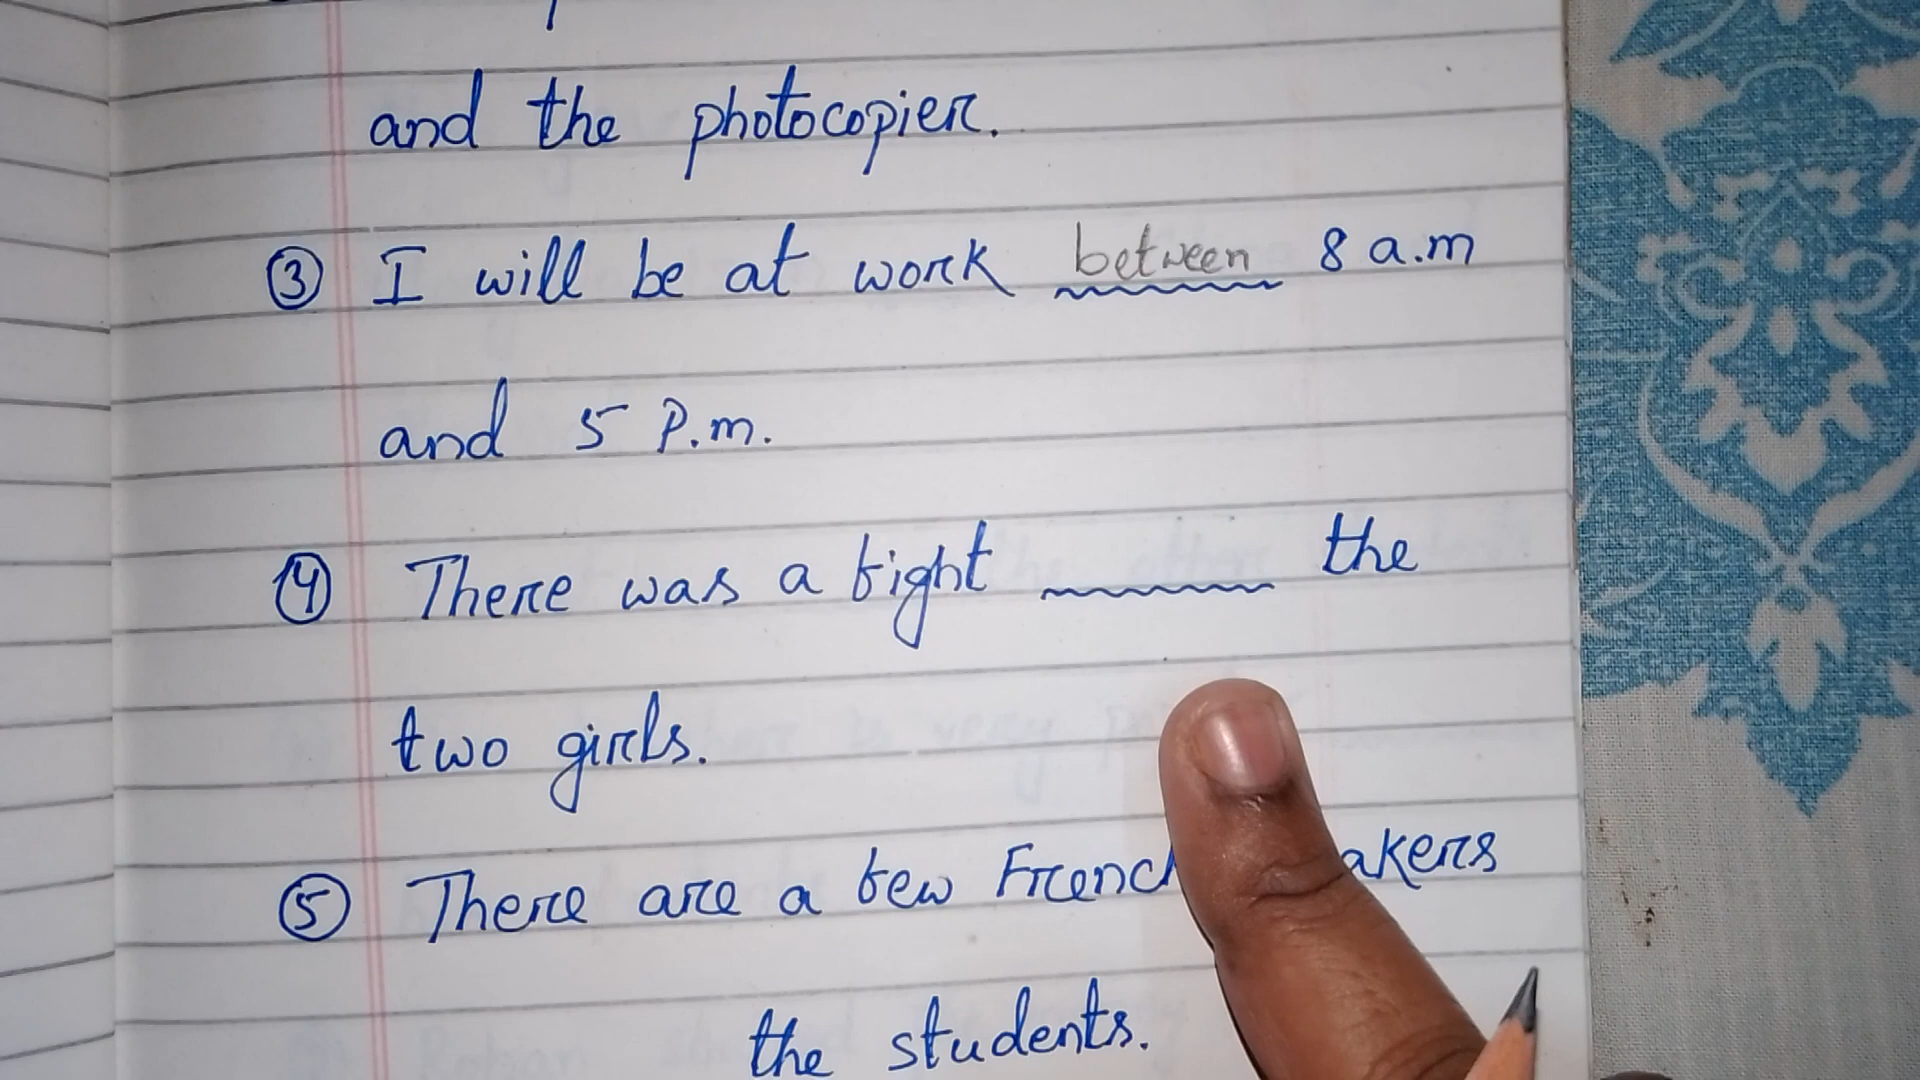 and the photocopier.
③ I will be at work between 8 a.m
and 5 P.m.
④ There was a fight ______ the
two girls.
⑤ There are a few French
the students.